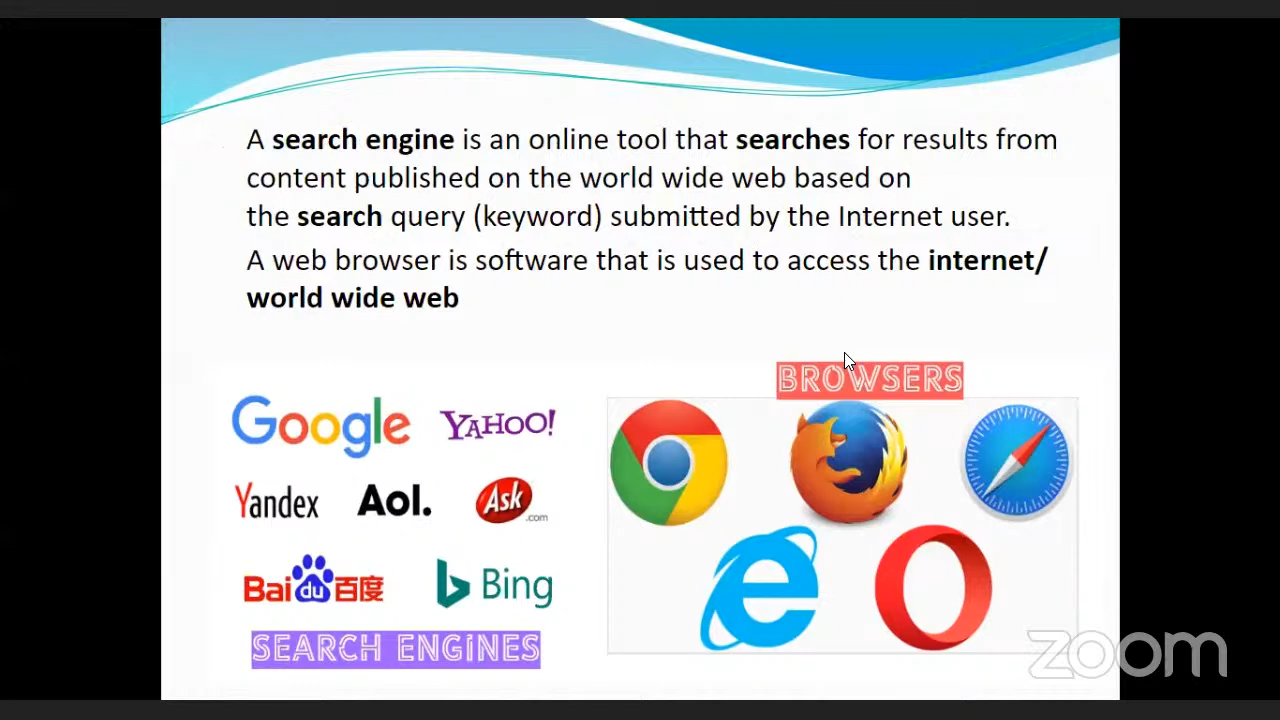 A search engine is an online tool that searches for results from
content published on the world wide web based on
the search query (keyword) submitted by the Internet user.
A web browser is software that is used to access the internet/
world wide web
BROWSERS
Google YAHOO!
Yandex Aol. Ask.com
Baidu百度 Bing
SEARCH ENGiNES
zoom